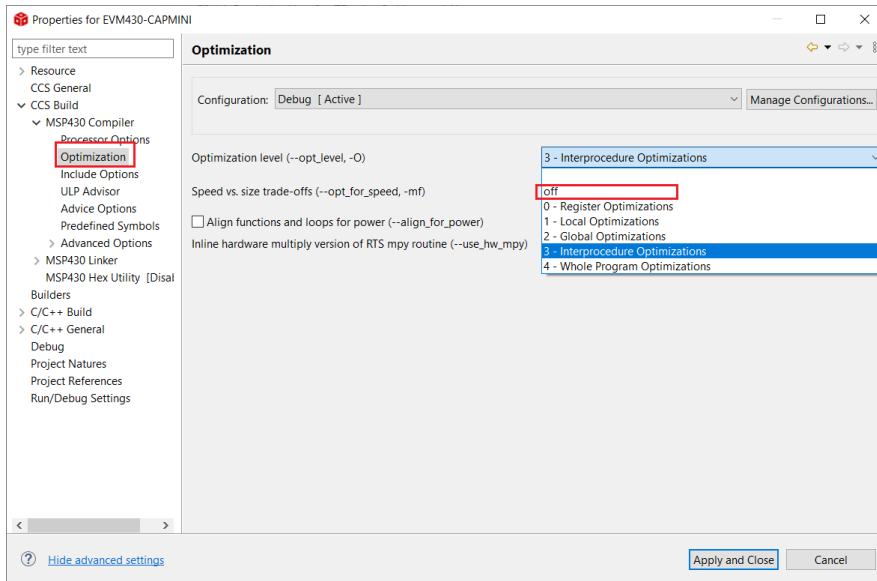 Properties for EVM430-CAPMINI
type filter text
Resource
CCS General
CCS Build
MSP430 Compiler
Processor Options
Optimization
Include Options
ULP Advisor
Advice Options
Predefined Symbols
Advanced Options
MSP430 Linker
MSP430 Hex Utility [Disal
Builders
C/C++ Build
C/C++ General
Debug
Project Natures
Project References
Run/Debug Settings
Optimization
Configuration: Debug [ Active ] Manage Configurations...
Optimization level (--opt_level, -O) 3 - Interprocedure Optimizations
Speed vs. size trade-offs (--opt_for_speed, -mf)
Align functions and loops for power (--align_for_power)
Inline hardware multiply version of RTS mpy routine (--use_hw_mpy)
off
0 - Register Optimizations
1 - Local Optimizations
2 - Global Optimizations
3 - Interprocedure Optimizations
4 - Whole Program Optimizations
? Hide advanced settings
Apply and Close Cancel